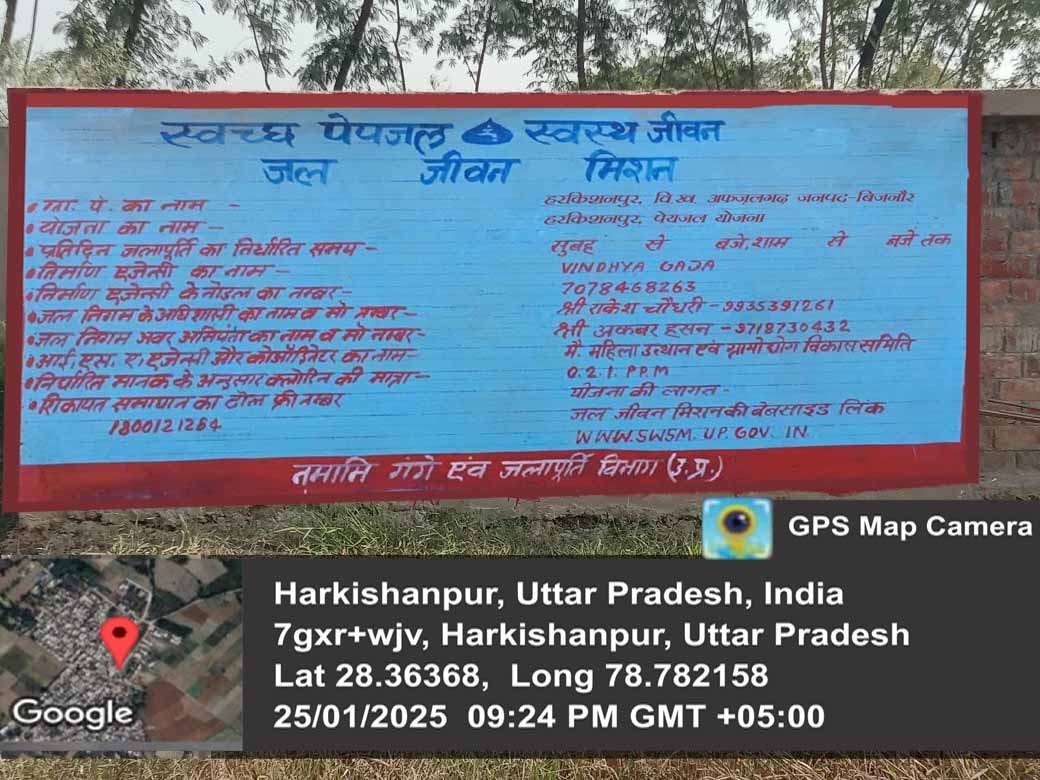 स्वच्छ पेयजल स्वस्थ जीवन
जल जीवन मिशन
• ग्रा. पं. का नाम - हरकिशनपुर, वि.ख. अफजलगढ़ जनपद-बिजनौर
• योजना का नाम - हरकिशनपुर, पेयजल योजना
• प्रतिदिन जलापूर्ति का निर्धारित समय - सुबह से बजे, शाम से बजे तक
• निर्माण एजेन्सी का नाम - VINDHYA GAJA
• निर्माण एजेन्सी के नोडल का नम्बर - 7078468263
• जल निगम के अधिशासी का नाम व मो नम्बर - श्री राकेश चौधरी - 9935391261
• जल निगम अवर अभियंता का नाम व मो नम्बर - श्री अकबर हसन - 9718730432
• आई. एस. ए. एजेन्सी और कोऑर्डिनेटर का नाम - मै. महिला उत्थान एवं ग्रामोद्योग विकास समिति
• निर्धारित मानक के अनुसार क्लोरिन की मात्रा - 0.2 I. PPM
• शिकायत समाधान का टोल फ्री नम्बर योजना की लागत -
1800121264 जल जीवन मिशन की बेबसाइड लिंक
WWW.SWSM.UP.GOV.IN
नमामि गंगे एवं जलापूर्ति विभाग (उ.प्र.)
GPS Map Camera
Harkishanpur, Uttar Pradesh, India
7gxr+wjv, Harkishanpur, Uttar Pradesh
Lat 28.36368, Long 78.782158
25/01/2025 09:24 PM GMT +05:00
Google